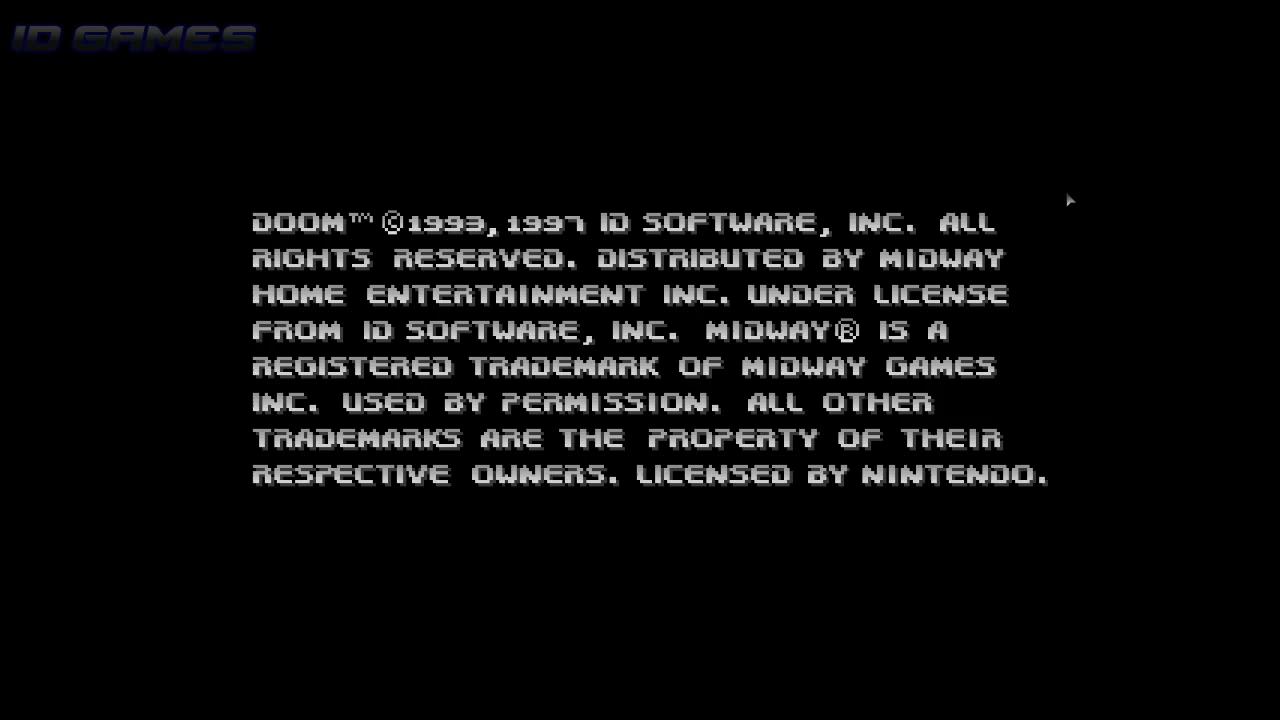 ID GAMES
DOOM™ ©1993,1997 ID SOFTWARE, INC. ALL
RIGHTS RESERVED. DISTRIBUTED BY MIDWAY
HOME ENTERTAINMENT INC. UNDER LICENSE
FROM ID SOFTWARE, INC. MIDWAY® IS A
REGISTERED TRADEMARK OF MIDWAY GAMES
INC. USED BY PERMISSION. ALL OTHER
TRADEMARKS ARE THE PROPERTY OF THEIR
RESPECTIVE OWNERS. LICENSED BY NINTENDO.